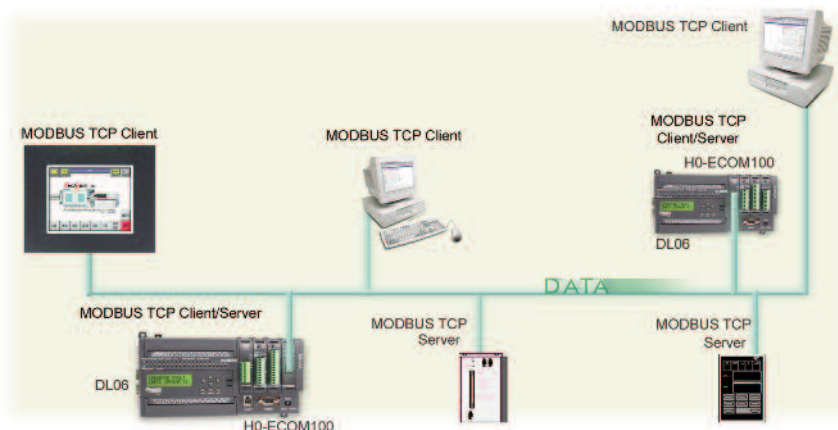 MODBUS TCP Client
MODBUS TCP
Client/Server
H0-ECOM100
MODBUS TCP Client
MODBUS TCP Client
DL06
DATA
MODBUS TCP Client/Server
MODBUS TCP
Server
MODBUS TCP
Server
DL06
H0-ECOM100